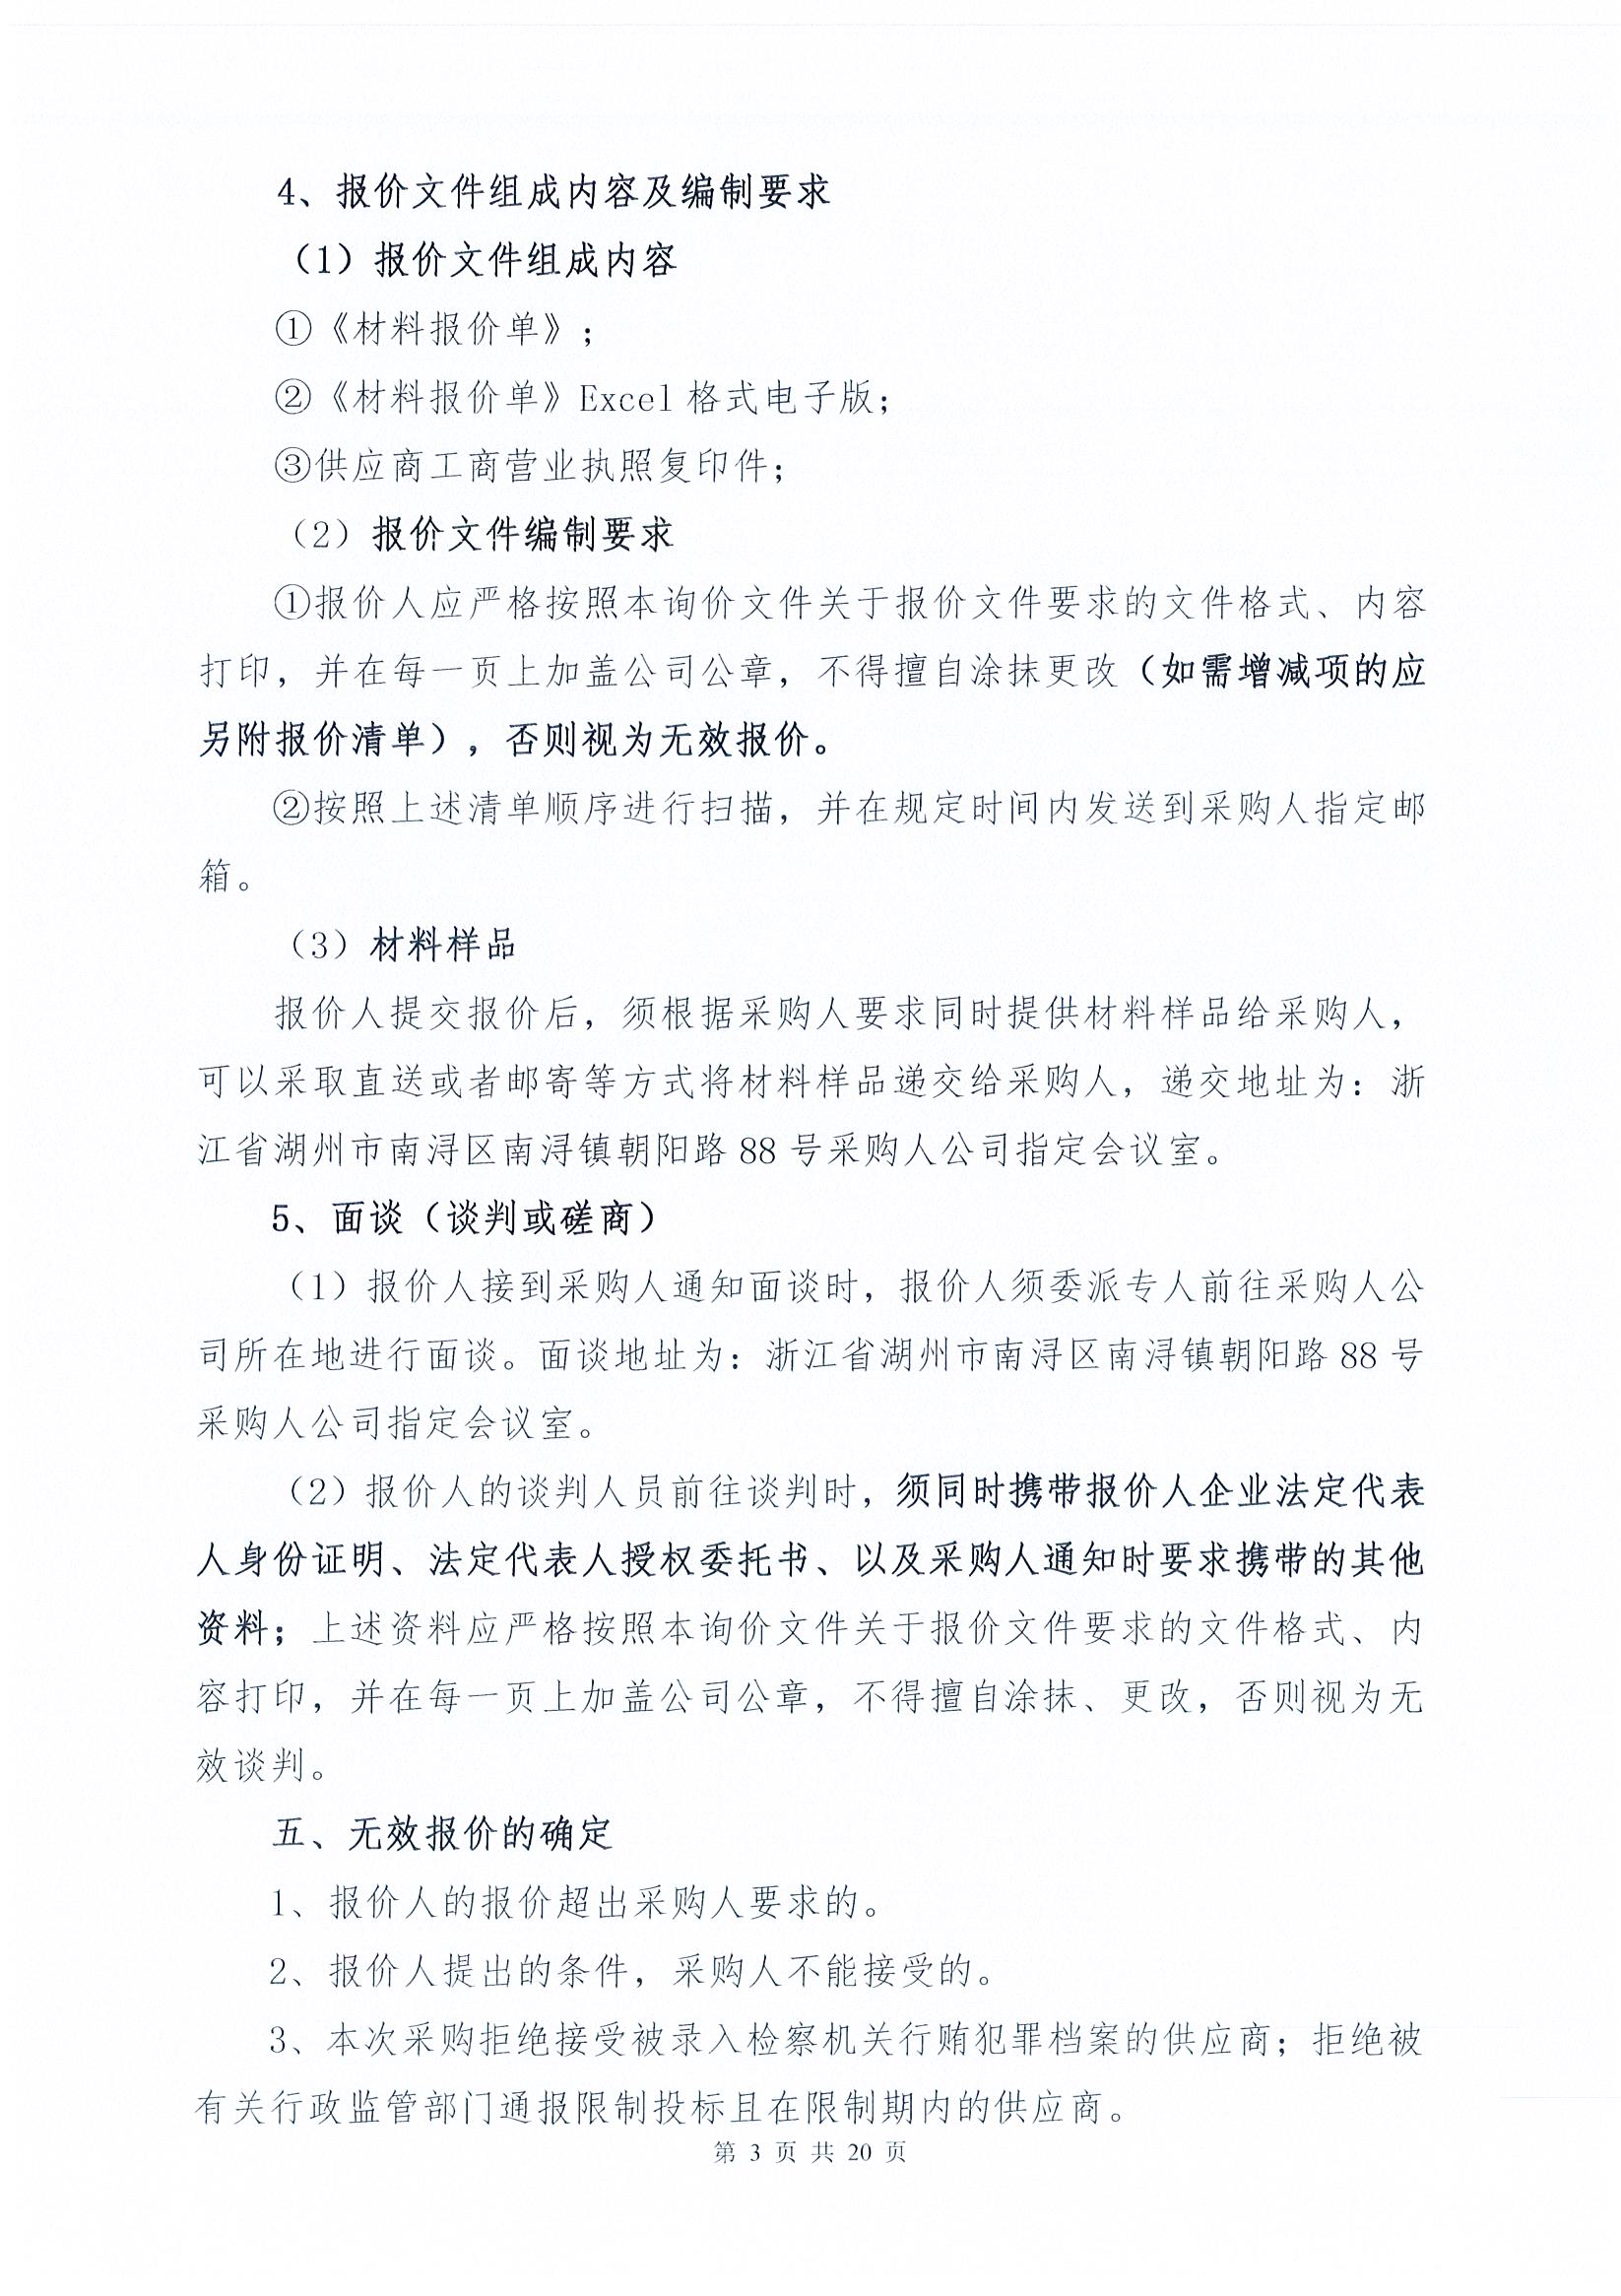 4、报价文件组成内容及编制要求
（1）报价文件组成内容
①《材料报价单》；
②《材料报价单》Excel 格式电子版；
③供应商工商营业执照复印件；
（2）报价文件编制要求
①报价人应严格按照本询价文件关于报价文件要求的文件格式、内容
打印，并在每一页上加盖公司公章，不得擅自涂抹更改（如需增减项的应
另附报价清单），否则视为无效报价。
②按照上述清单顺序进行扫描，并在规定时间内发送到采购人指定邮
箱。
（3）材料样品
报价人提交报价后，须根据采购人要求同时提供材料样品给采购人，
可以采取直送或者邮寄等方式将材料样品递交给采购人，递交地址为：浙
江省湖州市南浔区南浔镇朝阳路 88 号采购人公司指定会议室。
5、面谈（谈判或磋商）
（1）报价人接到采购人通知面谈时，报价人须委派专人前往采购人公
司所在地进行面谈。面谈地址为：浙江省湖州市南浔区南浔镇朝阳路 88 号
采购人公司指定会议室。
（2）报价人的谈判人员前往谈判时，须同时携带报价人企业法定代表
人身份证明、法定代表人授权委托书、以及采购人通知时要求携带的其他
资料；上述资料应严格按照本询价文件关于报价文件要求的文件格式、内
容打印，并在每一页上加盖公司公章，不得擅自涂抹、更改，否则视为无
效谈判。
五、无效报价的确定
1、报价人的报价超出采购人要求的。
2、报价人提出的条件，采购人不能接受的。
3、本次采购拒绝接受被录入检察机关行贿犯罪档案的供应商；拒绝被
有关行政监管部门通报限制投标且在限制期内的供应商。
第 3 页 共 20 页